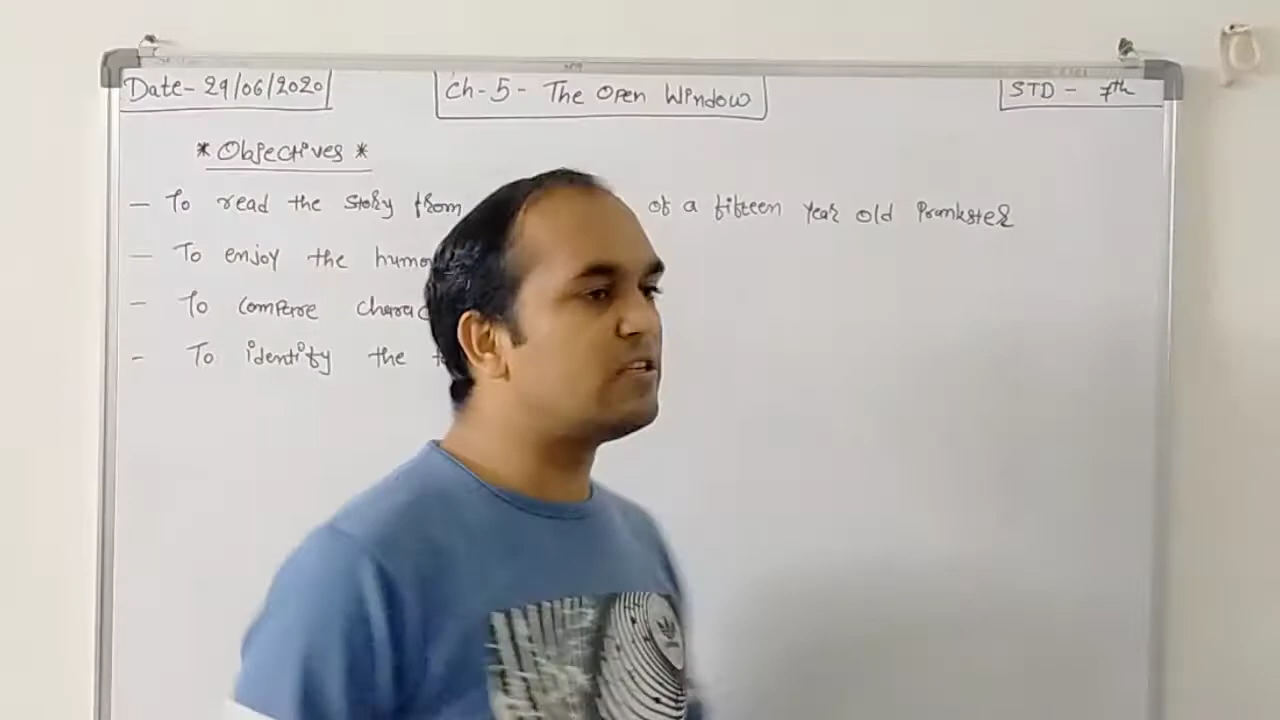 Date- 29/06/2020
Ch-5- The Open Window
STD - 7th
* Objectives *
- To read the story from of a fifteen year old Prankster
- To enjoy the
- To compare
- To identify the